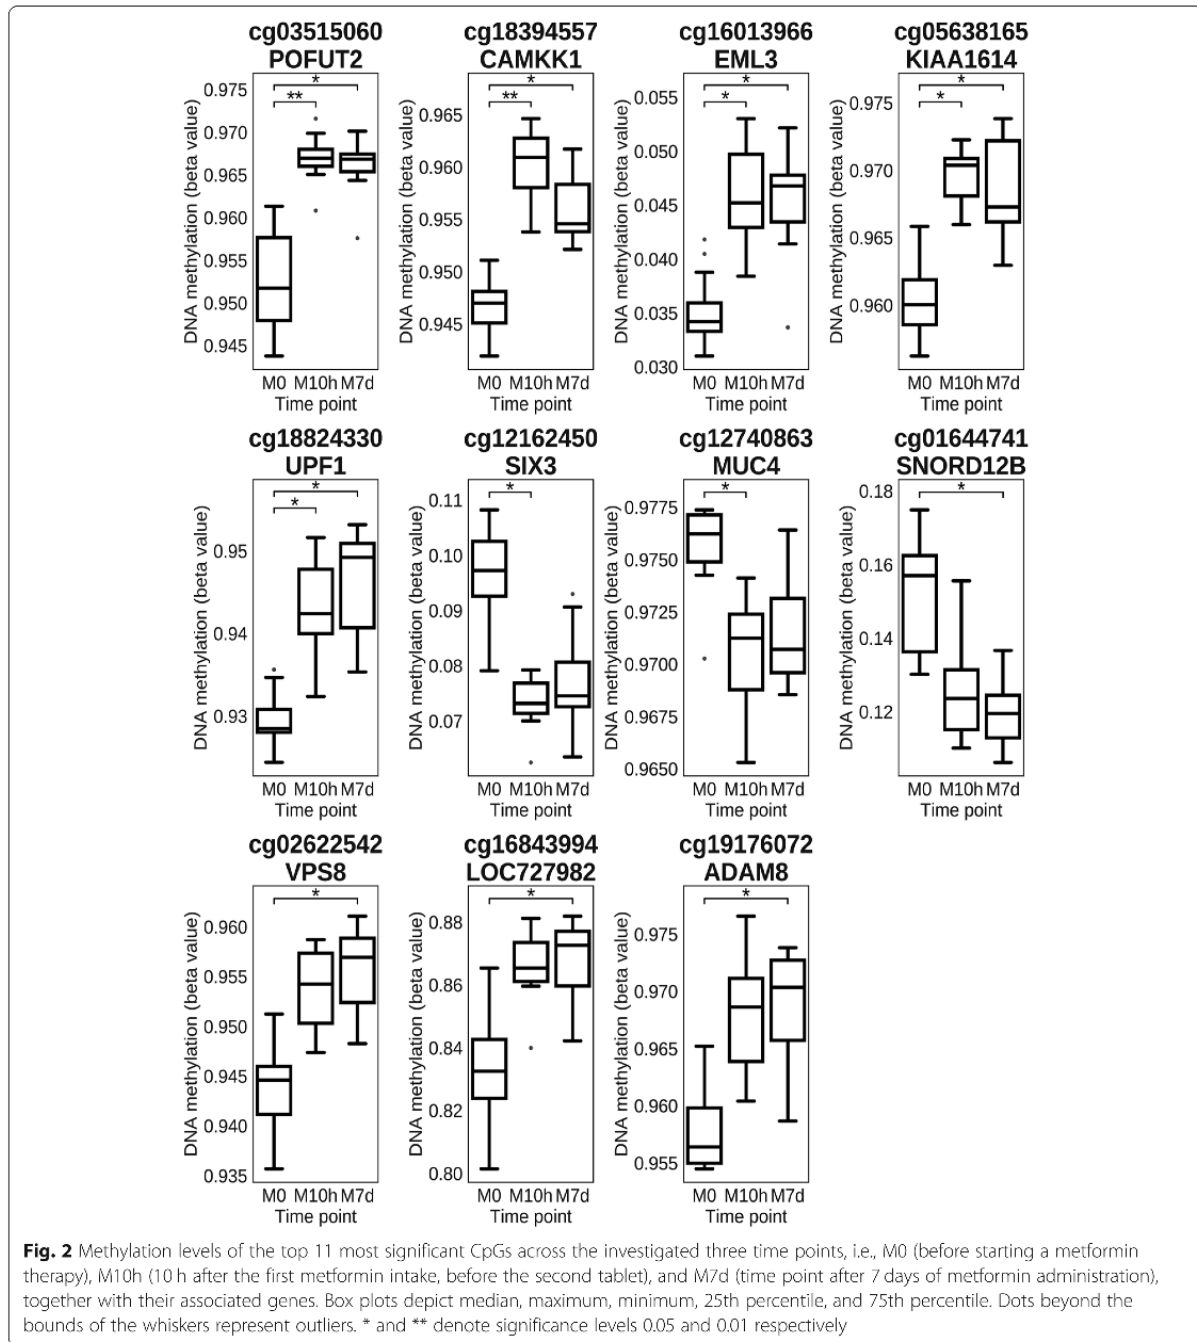 cg03515060 cg18394557 cg16013966 cg05638165
POFUT2 CAMKK1 EML3 KIAA1614
DNA methylation (beta value)
0.975
0.970
0.965
0.960
0.955
0.950
0.945
**
*
M0 M10h M7d
Time point
DNA methylation (beta value)
0.965
0.960
0.955
0.950
0.945
**
*
M0 M10h M7d
Time point
DNA methylation (beta value)
0.055
0.050
0.045
0.040
0.035
0.030
*
*
M0 M10h M7d
Time point
DNA methylation (beta value)
0.975
0.970
0.965
0.960
*
*
M0 M10h M7d
Time point
cg18824330 cg12162450 cg12740863 cg01644741
UPF1 SIX3 MUC4 SNORD12B
DNA methylation (beta value)
0.95
0.94
0.93
*
*
M0 M10h M7d
Time point
DNA methylation (beta value)
0.11
0.10
0.09
0.08
0.07
*
M0 M10h M7d
Time point
DNA methylation (beta value)
0.9775
0.9750
0.9725
0.9700
0.9675
0.9650
*
M0 M10h M7d
Time point
DNA methylation (beta value)
0.18
0.16
0.14
0.12
*
M0 M10h M7d
Time point
cg02622542 cg16843994 cg19176072
VPS8 LOC727982 ADAM8
DNA methylation (beta value)
0.960
0.955
0.950
0.945
0.940
0.935
*
M0 M10h M7d
Time point
DNA methylation (beta value)
0.88
0.86
0.84
0.82
0.80
*
M0 M10h M7d
Time point
DNA methylation (beta value)
0.975
0.970
0.965
0.960
0.955
*
M0 M10h M7d
Time point
Fig. 2 Methylation levels of the top 11 most significant CpGs across the investigated three time points, i.e., M0 (before starting a metformin
therapy), M10h (10 h after the first metformin intake, before the second tablet), and M7d (time point after 7 days of metformin administration),
together with their associated genes. Box plots depict median, maximum, minimum, 25th percentile, and 75th percentile. Dots beyond the
bounds of the whiskers represent outliers. * and ** denote significance levels 0.05 and 0.01 respectively